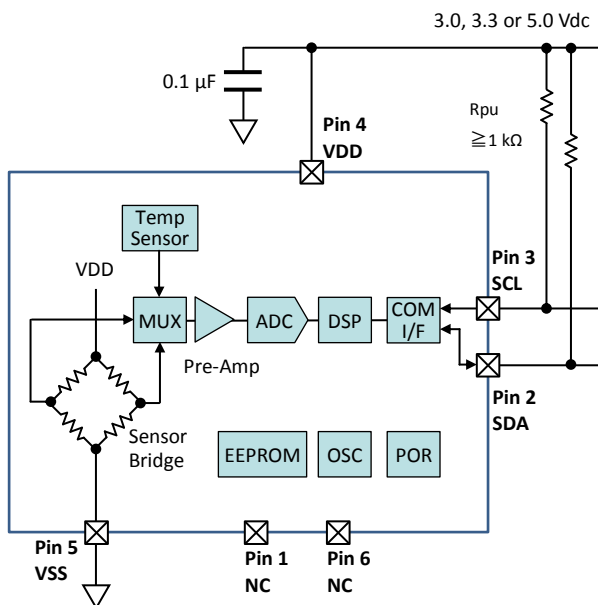 3.0, 3.3 or 5.0 Vdc
0.1 µF
Rpu
≧1 kΩ
Pin 4
VDD
Temp
Sensor
VDD
Pin 3
SCL
MUX
ADC
DSP
COM
I/F
Pre-Amp
Pin 2
SDA
Sensor
Bridge
EEPROM
OSC
POR
Pin 5
VSS
Pin 1
NC
Pin 6
NC